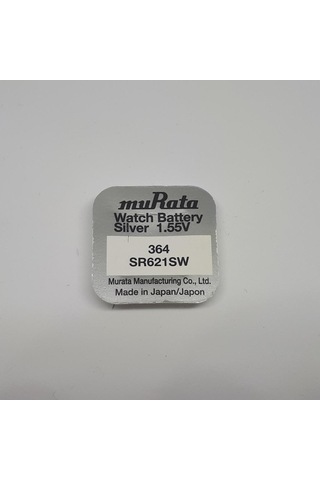 muRata
Watch Battery
Silver 1.55V
364
SR621SW
Murata Manufacturing Co., Ltd.
Made in Japan/Japon